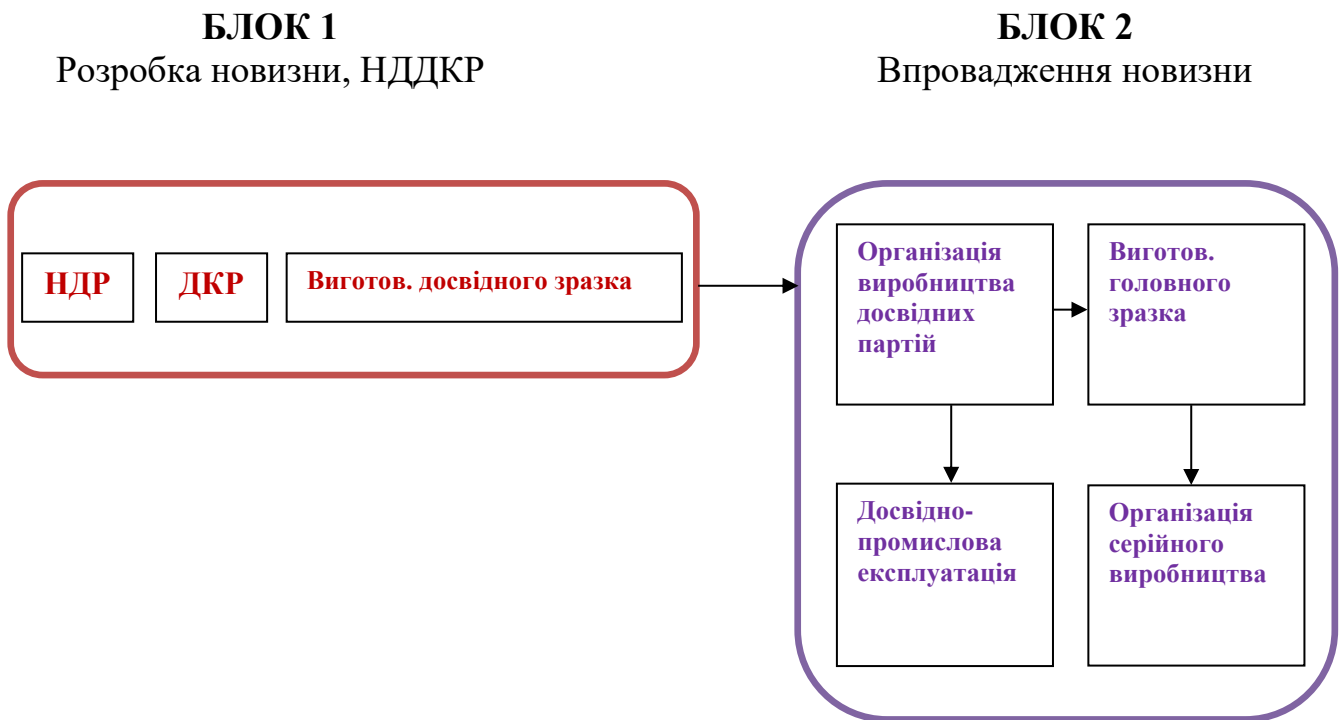 БЛОК 1
Розробка новизни, НДДКР
БЛОК 2
Впровадження новизни
НДР
ДКР
Виготов. досвідного зразка
Організація
виробництва
досвідних
партій
Виготов.
головного
зразка
Досвідно-
промислова
експлуатація
Організація
серійного
виробництва